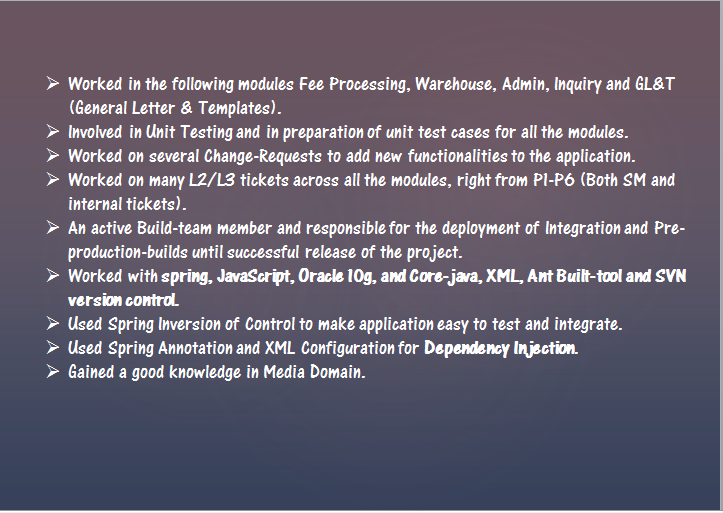 ➢ Worked in the following modules Fee Processing, Warehouse, Admin, Inquiry and GL&T
(General Letter & Templates).
➢ Involved in Unit Testing and in preparation of unit test cases for all the modules.
➢ Worked on several Change-Requests to add new functionalities to the application.
➢ Worked on many L2/L3 tickets across all the modules, right from P1-P6 (Both SM and
internal tickets).
➢ An active Build-team member and responsible for the deployment of Integration and Pre-
production-builds until successful release of the project.
➢ Worked with spring, JavaScript, Oracle 10g, and Core-java, XML, Ant Built-tool and SVN
version control.
➢ Used Spring Inversion of Control to make application easy to test and integrate.
➢ Used Spring Annotation and XML Configuration for Dependency Injection.
➢ Gained a good knowledge in Media Domain.